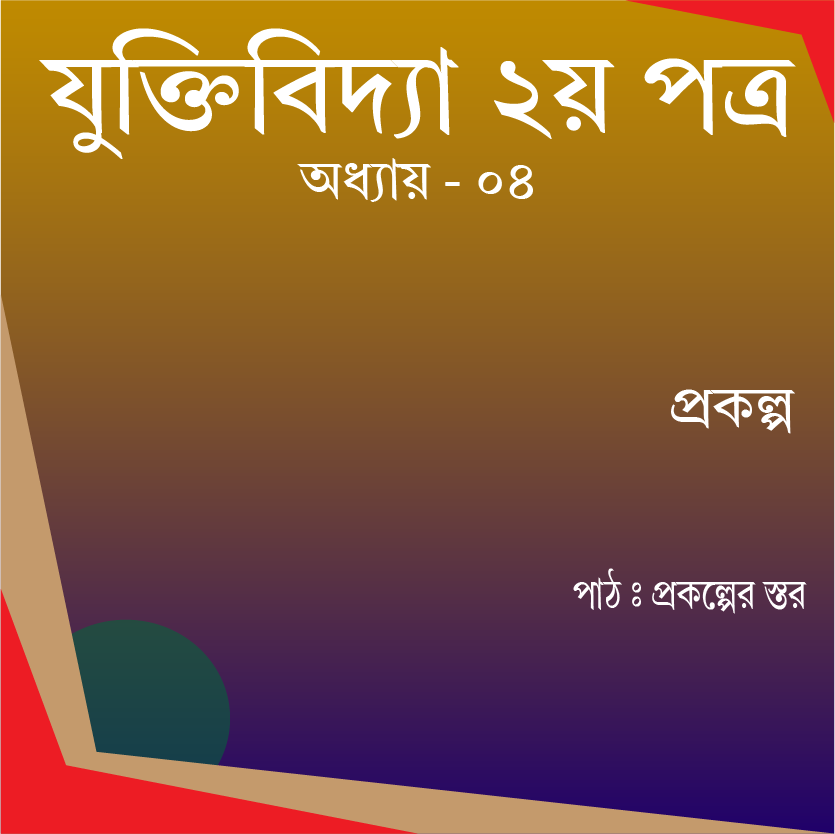 যুক্তিবিদ্যা ২য় পত্র
অধ্যায় - ০৪
প্রকল্প
পাঠ ঃ প্রকল্পের স্তর